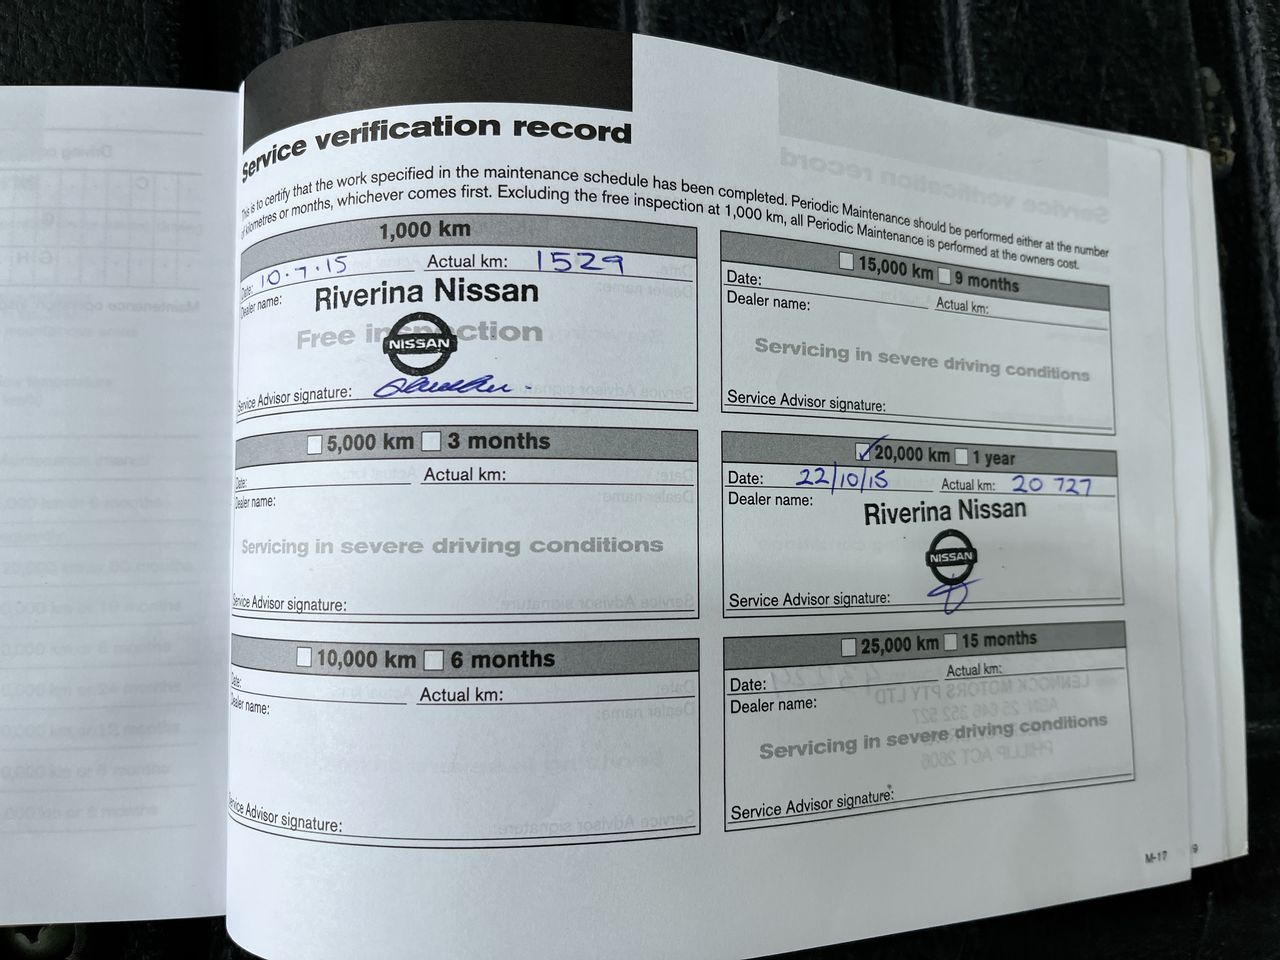 Service verification record
This is to certify that the work specified in the maintenance schedule has been completed. Periodic Maintenance should be performed either at the number
of kilometres or months, whichever comes first. Excluding the free inspection at 1,000 km, all Periodic Maintenance is performed at the owners cost.
1,000 km
Date: 10.7.15 Actual km: 1529
Dealer name: Riverina Nissan
Free inspection
NISSAN
Service Advisor signature:
5,000 km 3 months
Date: Actual km:
Dealer name:
Servicing in severe driving conditions
Service Advisor signature:
10,000 km 6 months
Date: Actual km:
Dealer name:
Service Advisor signature:
15,000 km 9 months
Date: Actual km:
Dealer name:
Servicing in severe driving conditions
Service Advisor signature:
20,000 km 1 year
Date: 22/10/15 Actual km: 20 727
Dealer name: Riverina Nissan
NISSAN
Service Advisor signature:
25,000 km 15 months
Date: Actual km:
Dealer name:
Servicing in severe driving conditions
Service Advisor signature:
M-17 9